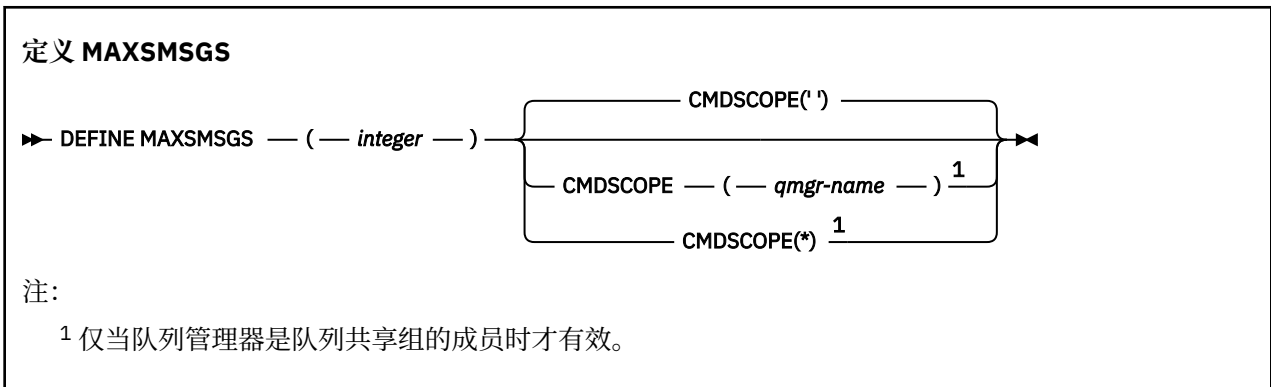 定义 MAXSMSGS
CMDSCOPE(' ')
DEFINE MAXSMSGS — ( — integer — )
CMDSCOPE — ( — qmgr-name — ) 1
CMDSCOPE(*) 1
注：
1 仅当队列管理器是队列共享组的成员时才有效。